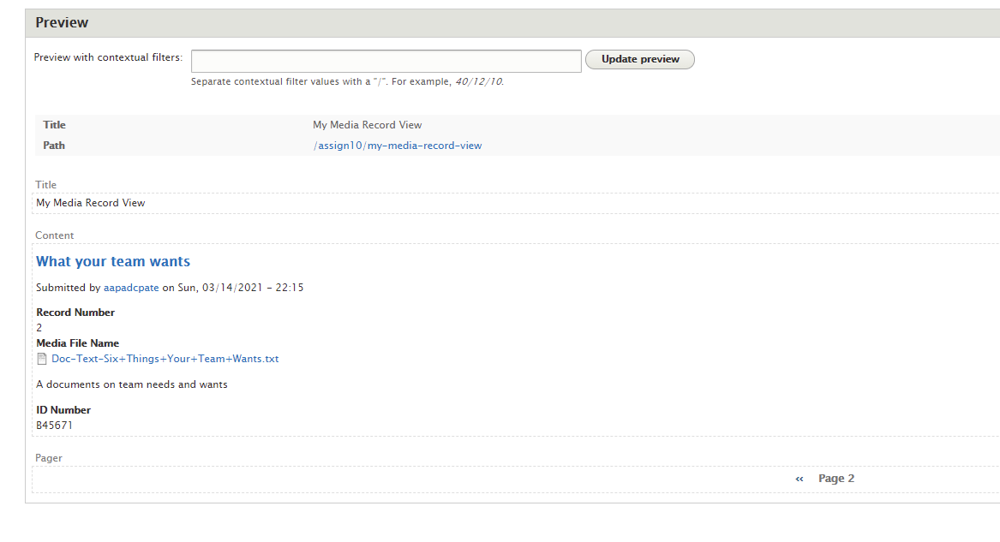 Preview
Preview with contextual filters:
Update preview
Separate contextual filter values with a "/". For example, 40/12/10.
Title My Media Record View
Path /assign10/my-media-record-view
Title
My Media Record View
Content
What your team wants
Submitted by aapadcpate on Sun, 03/14/2021 - 22:15
Record Number
2
Media File Name
Doc-Text-Six+Things+Your+Team+Wants.txt
A documents on team needs and wants
ID Number
B45671
Pager
‹‹ Page 2